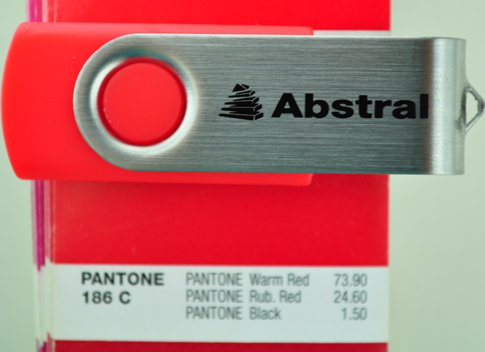 Abstral
PANTONE PANTONE Warm Red 73.90
186 C PANTONE Rub. Red 24.60
PANTONE Black 1.50